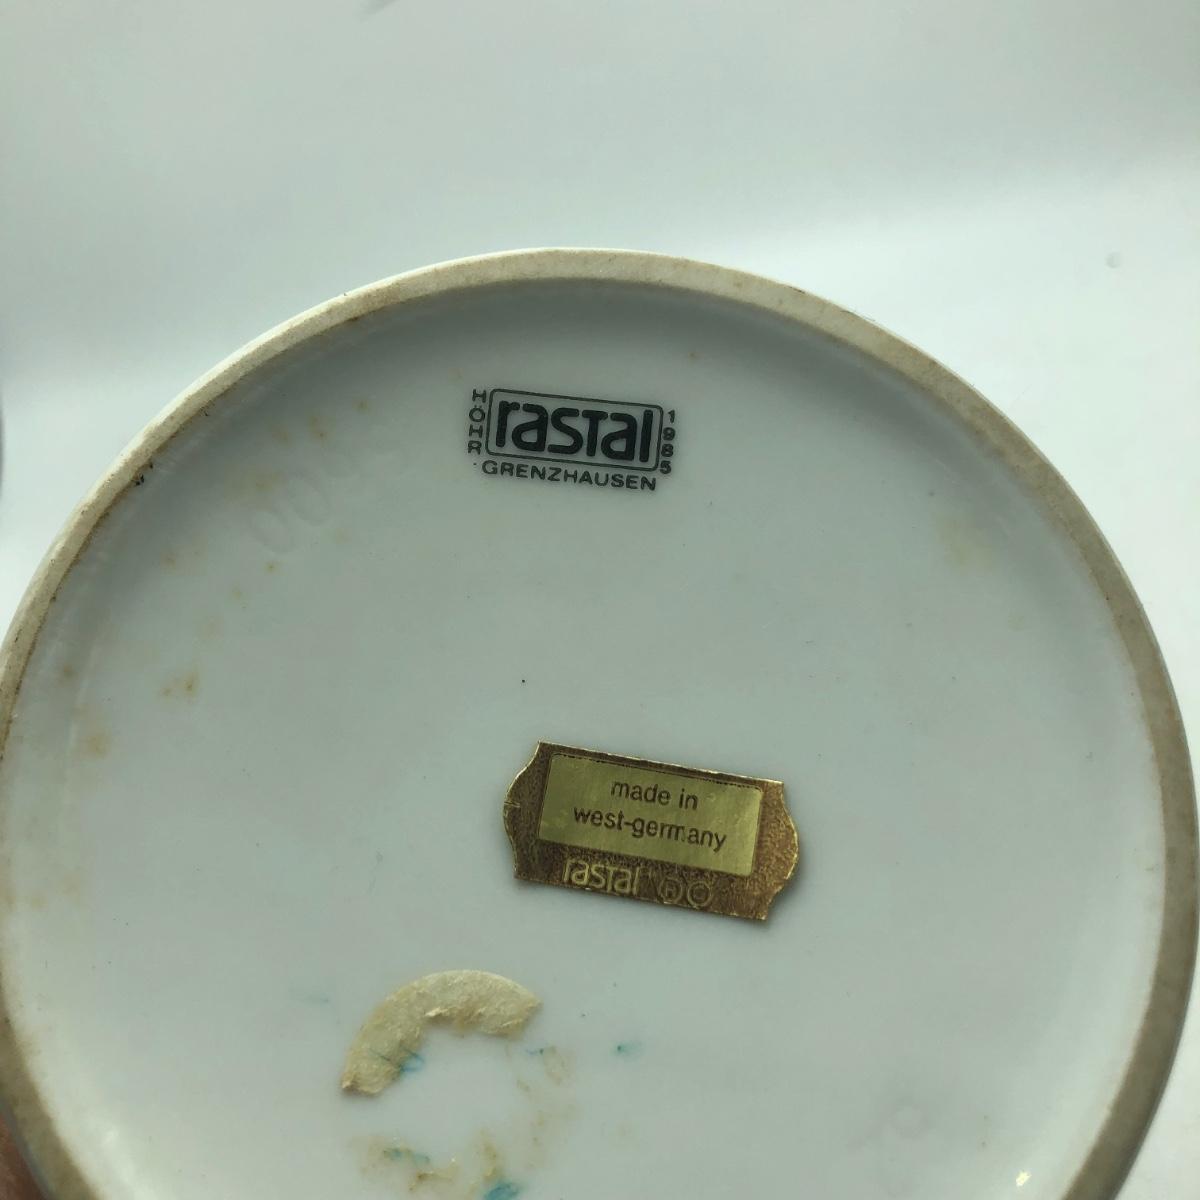 HÖHR
rastal
1985
GRENZHAUSEN
made in
west-germany
rastal ® ©